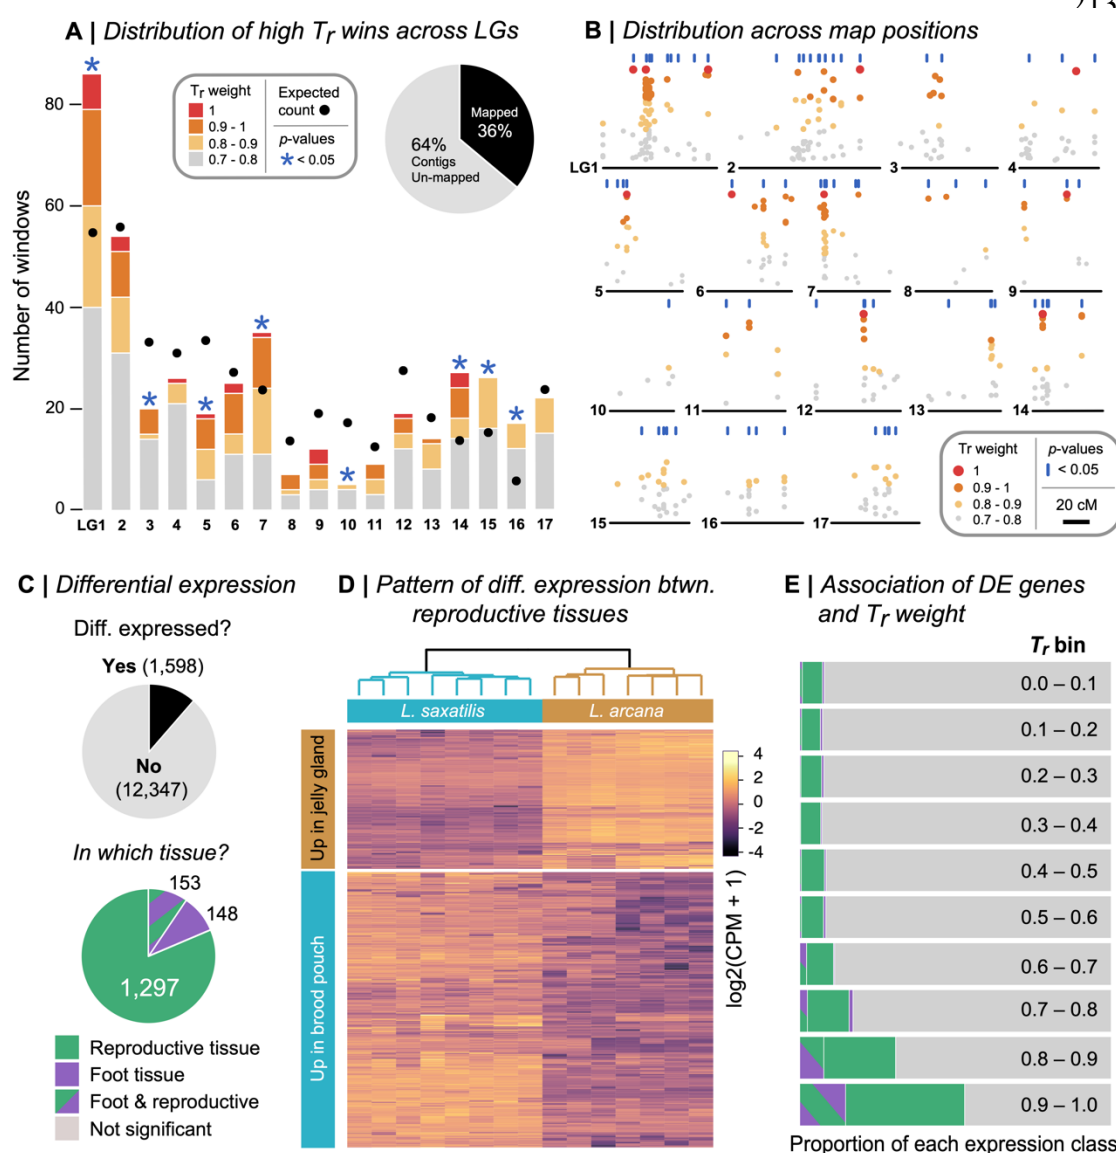 213
A | Distribution of high Tr wins across LGs
Number of windows
80
60
40
20
0
Tr weight
1
0.9 - 1
0.8 - 0.9
0.7 - 0.8
Expected
count
p-values
* < 0.05
Mapped
36%
64%
Contigs
Un-mapped
* * * * * * * *
LG1 2 3 4 5 6 7 8 9 10 11 12 13 14 15 16 17
B | Distribution across map positions
LG1 2 3 4
5 6 7 8 9
10 11 12 13 14
15 16 17
Tr weight
1
0.9 - 1
0.8 - 0.9
0.7 - 0.8
p-values
< 0.05
20 cM
C | Differential expression
Diff. expressed?
Yes (1,598)
No
(12,347)
In which tissue?
153
148
1,297
Reproductive tissue
Foot tissue
Foot & reproductive
Not significant
D | Pattern of diff. expression btwn.
reproductive tissues
L. saxatilis
L. arcana
Up in jelly gland
Up in brood pouch
4
2
0
-2
-4
log2(CPM + 1)
E | Association of DE genes
and Tr weight
Tr bin
0.0 – 0.1
0.1 – 0.2
0.2 – 0.3
0.3 – 0.4
0.4 – 0.5
0.5 – 0.6
0.6 – 0.7
0.7 – 0.8
0.8 – 0.9
0.9 – 1.0
Proportion of each expression class